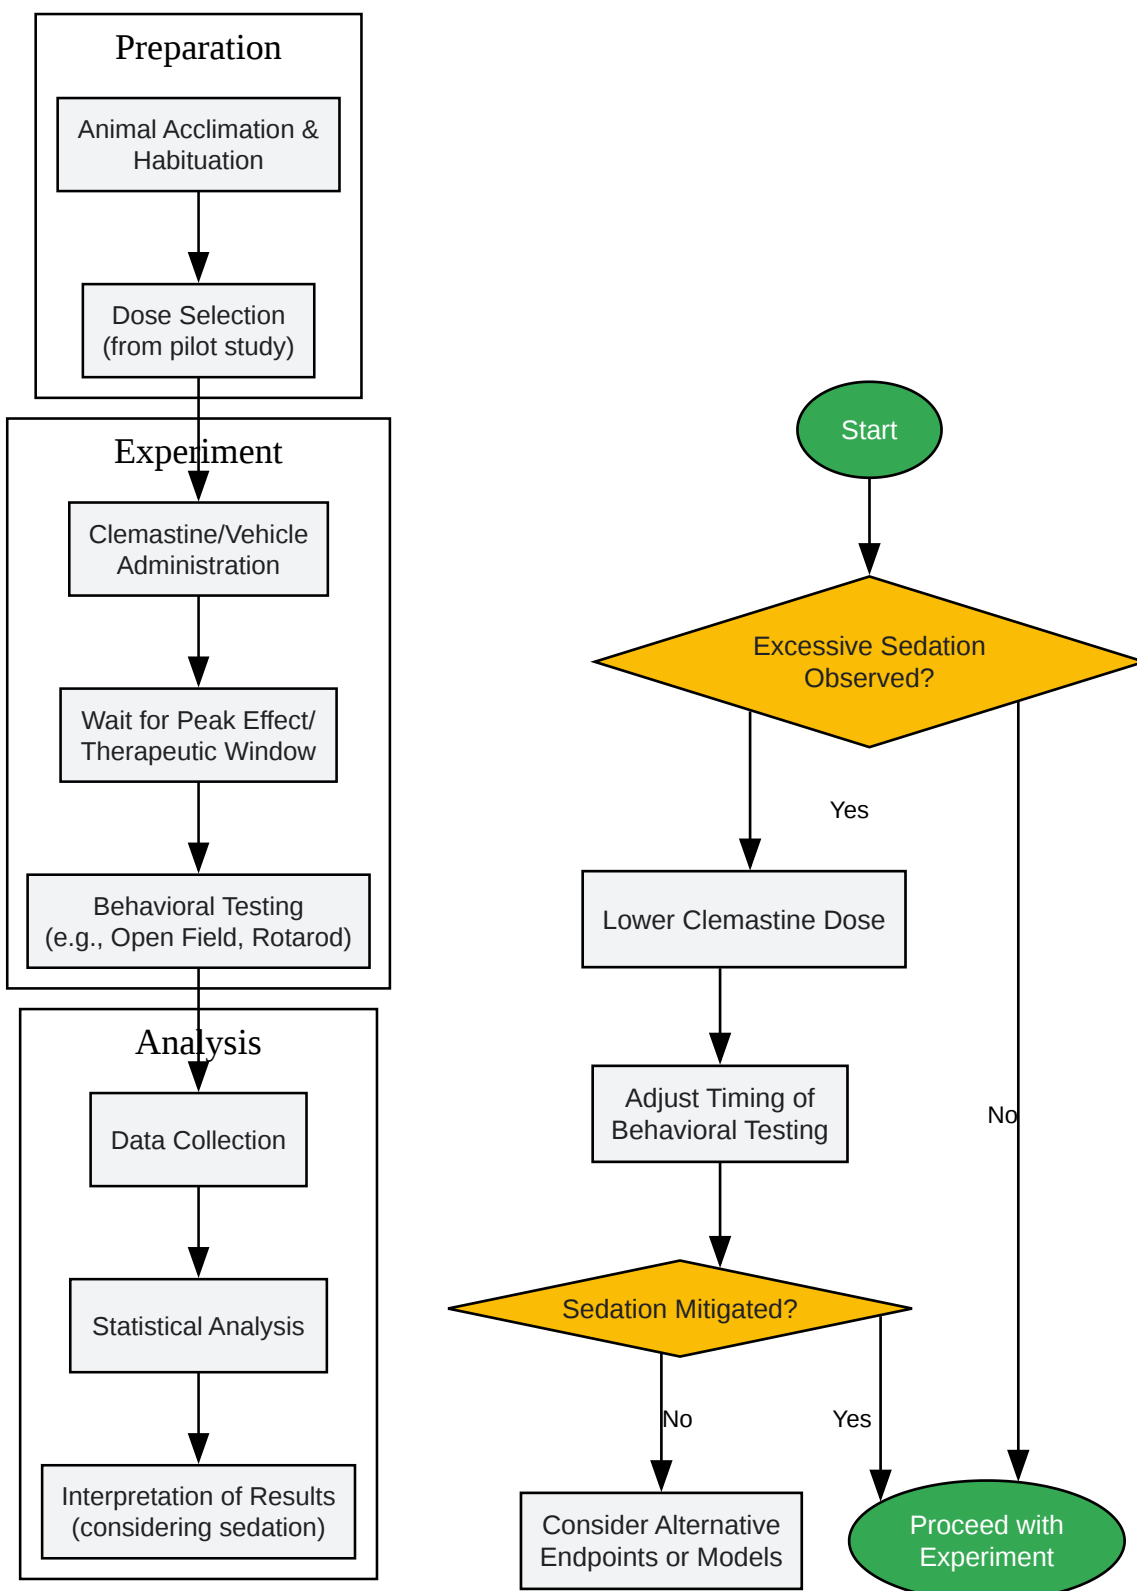 Preparation
Animal Acclimation &
Habituation
Dose Selection
(from pilot study)
Experiment
Clemastine/Vehicle
Administration
Wait for Peak Effect/
Therapeutic Window
Behavioral Testing
(e.g., Open Field, Rotarod)
Analysis
Data Collection
Statistical Analysis
Interpretation of Results
(considering sedation)
Start
Excessive Sedation
Observed?
Yes
Lower Clemastine Dose
Adjust Timing of
Behavioral Testing
No
Sedation Mitigated?
No
Yes
Consider Alternative
Endpoints or Models
Proceed with
Experiment